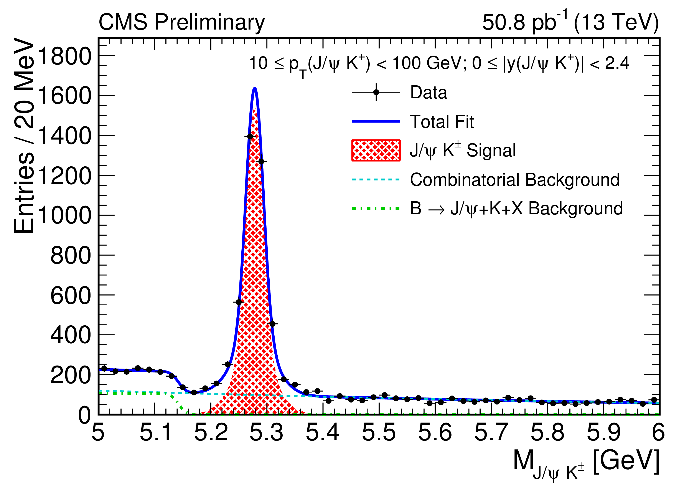 CMS Preliminary 50.8 pb⁻¹ (13 TeV)
10 ≤ p_T(J/ψ K⁺) < 100 GeV; 0 ≤ |y(J/ψ K⁺)| < 2.4
Data
Total Fit
J/ψ K± Signal
Combinatorial Background
B → J/ψ+K+X Background
Entries / 20 MeV
1800
1600
1400
1200
1000
800
600
400
200
0
5 5.1 5.2 5.3 5.4 5.5 5.6 5.7 5.8 5.9 6
M_J/ψ K± [GeV]